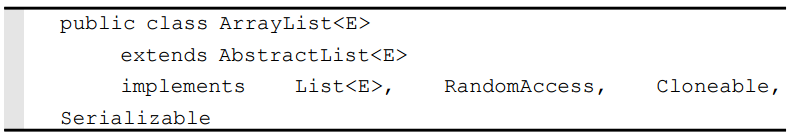 public class ArrayList<E>
extends AbstractList<E>
implements List<E>, RandomAccess, Cloneable,
Serializable